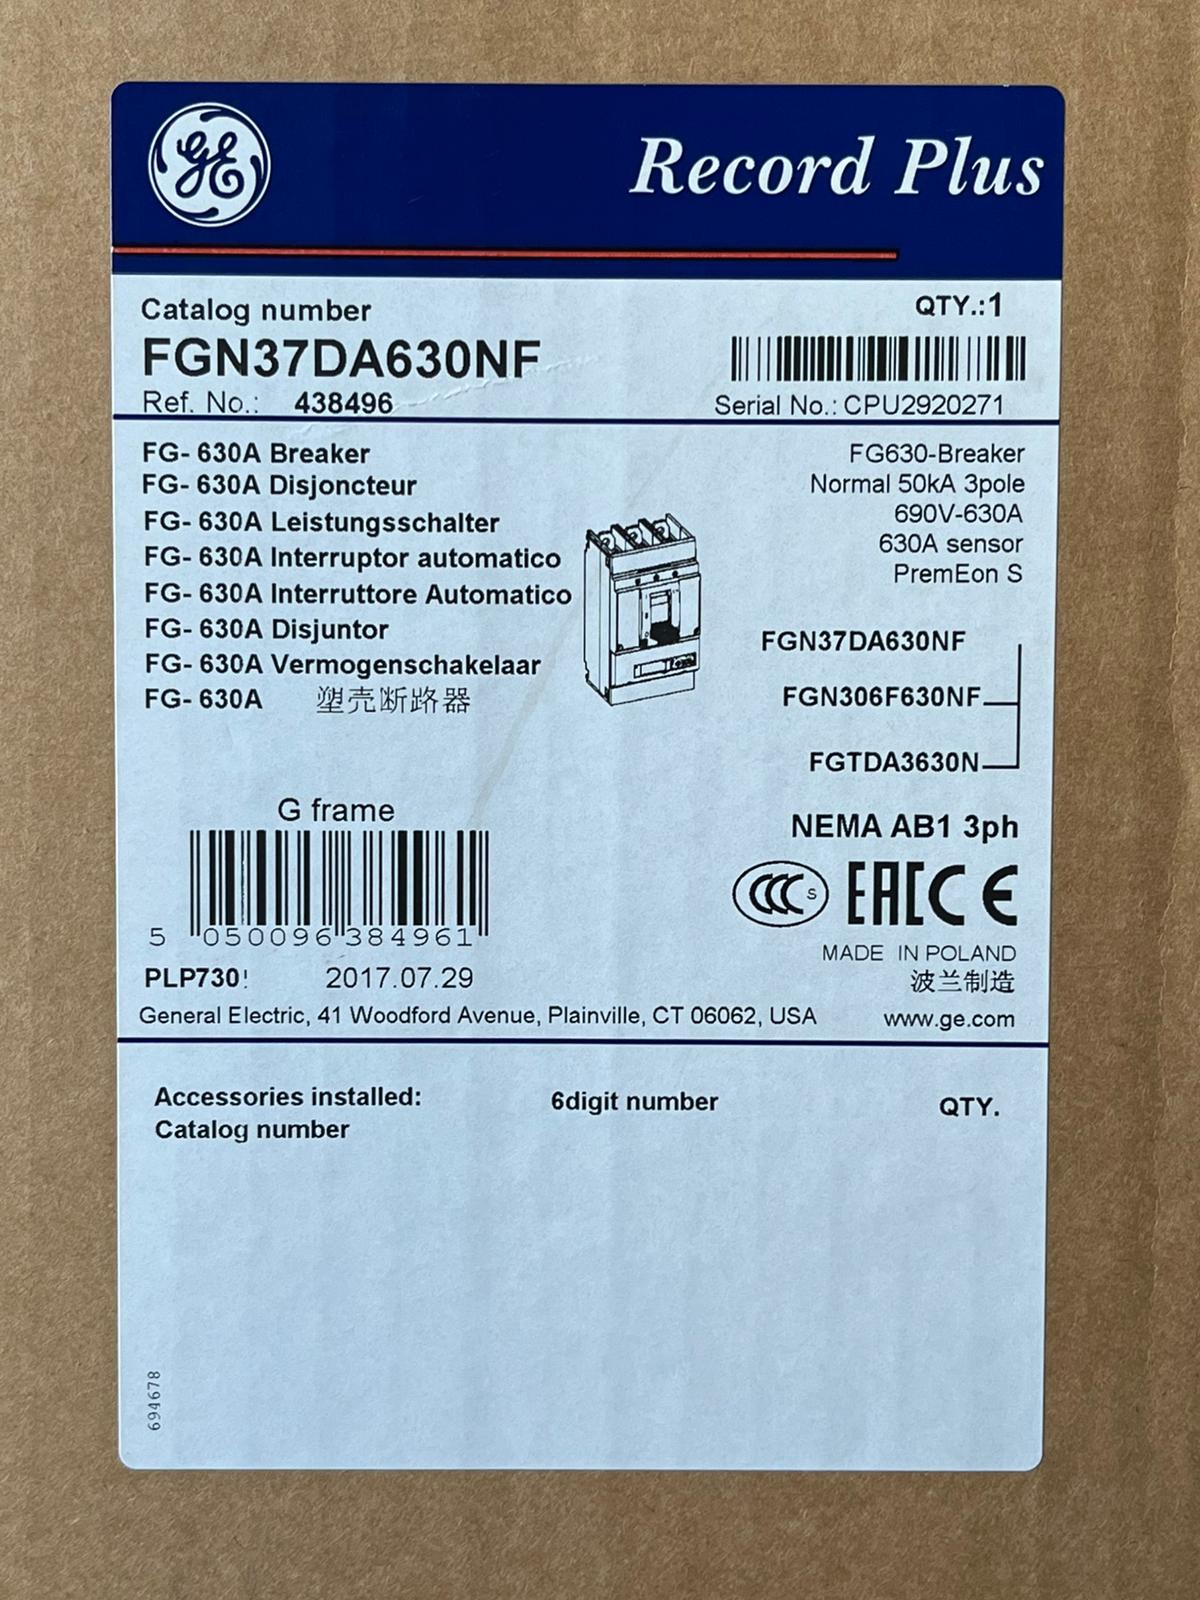 GE
Record Plus
Catalog number
QTY.:1
FGN37DA630NF
Ref. No.: 438496
Serial No.: CPU2920271
FG- 630A Breaker
FG- 630A Disjoncteur
FG- 630A Leistungsschalter
FG- 630A Interruptor automatico
FG- 630A Interruttore Automatico
FG- 630A Disjuntor
FG- 630A Vermogenschakelaar
FG- 630A 塑壳断路器
FG630-Breaker
Normal 50kA 3pole
690V-630A
630A sensor
PremEon S
FGN37DA630NF
FGN306F630NF
FGTDA3630N
G frame
5 050096 384961
NEMA AB1 3ph
CCC S EAC CE
MADE IN POLAND
波兰制造
PLP730! 2017.07.29
General Electric, 41 Woodford Avenue, Plainville, CT 06062, USA
www.ge.com
Accessories installed:
Catalog number
6digit number
QTY.
694678